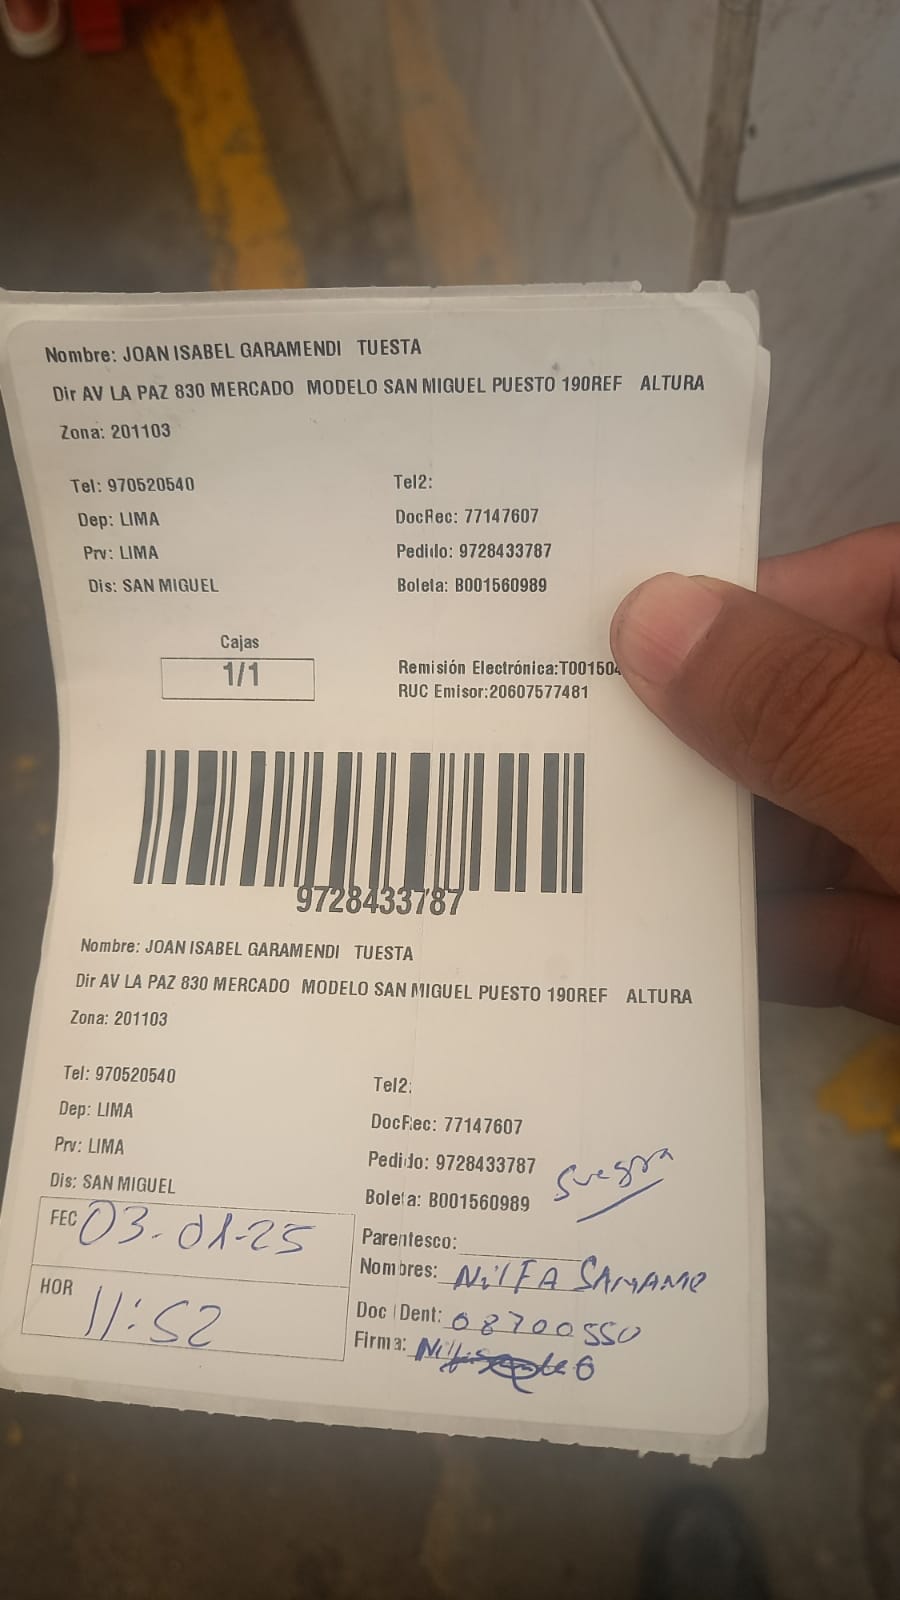 Nombre: JOAN ISABEL GARAMENDI TUESTA
Dir AV LA PAZ 830 MERCADO MODELO SAN MIGUEL PUESTO 190REF ALTURA
Zona: 201103
Tel: 970520540 Tel2:
Dep: LIMA DocRec: 77147607
Prv: LIMA Pedido: 9728433787
Dis: SAN MIGUEL Boleta: B001560989
Cajas
1/1
Remisión Electrónica:T001504
RUC Emisor:20607577481
9728433787
Nombre: JOAN ISABEL GARAMENDI TUESTA
Dir AV LA PAZ 830 MERCADO MODELO SAN MIGUEL PUESTO 190REF ALTURA
Zona: 201103
Tel: 970520540 Tel2:
Dep: LIMA DocRec: 77147607
Prv: LIMA Pedido: 9728433787
Dis: SAN MIGUEL Boleta: B001560989
Suegra
FEC 03-01-25 Parentesco:
Nombres: Nilfa SAMAME
HOR 11:52 Doc Ident: 08700550
Firma: